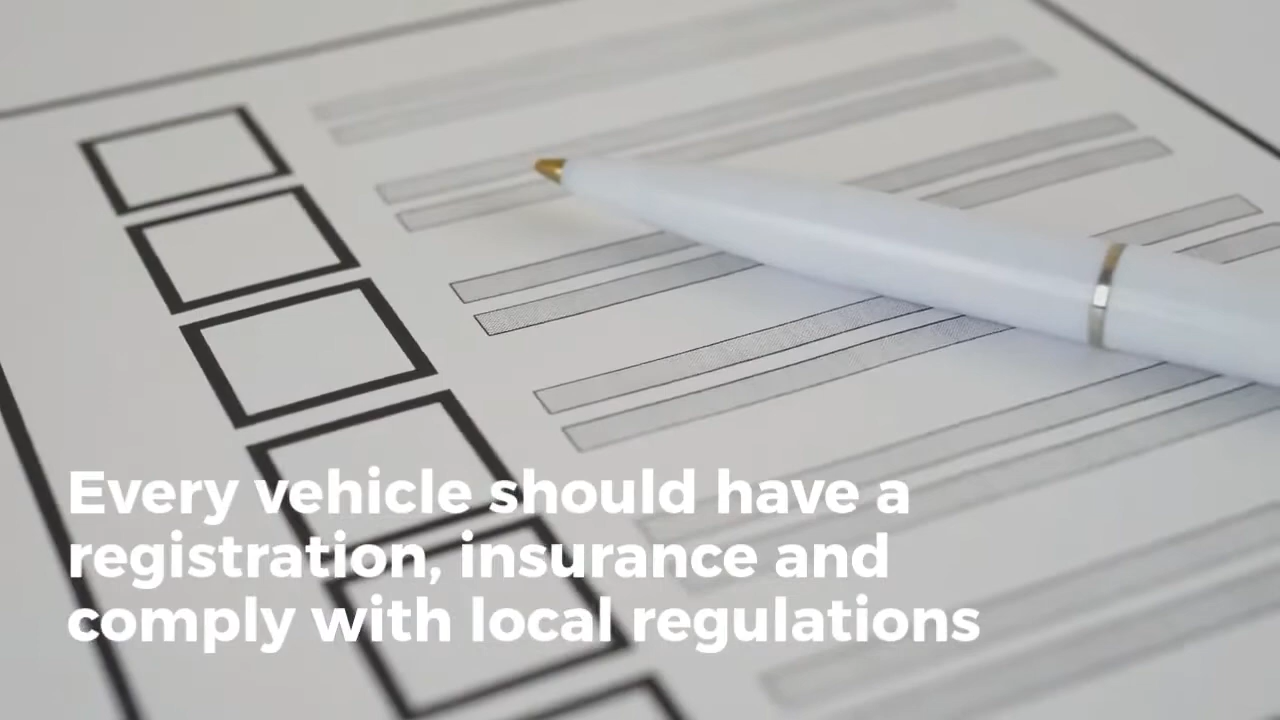 Every vehicle should have a
registration, insurance and
comply with local regulations